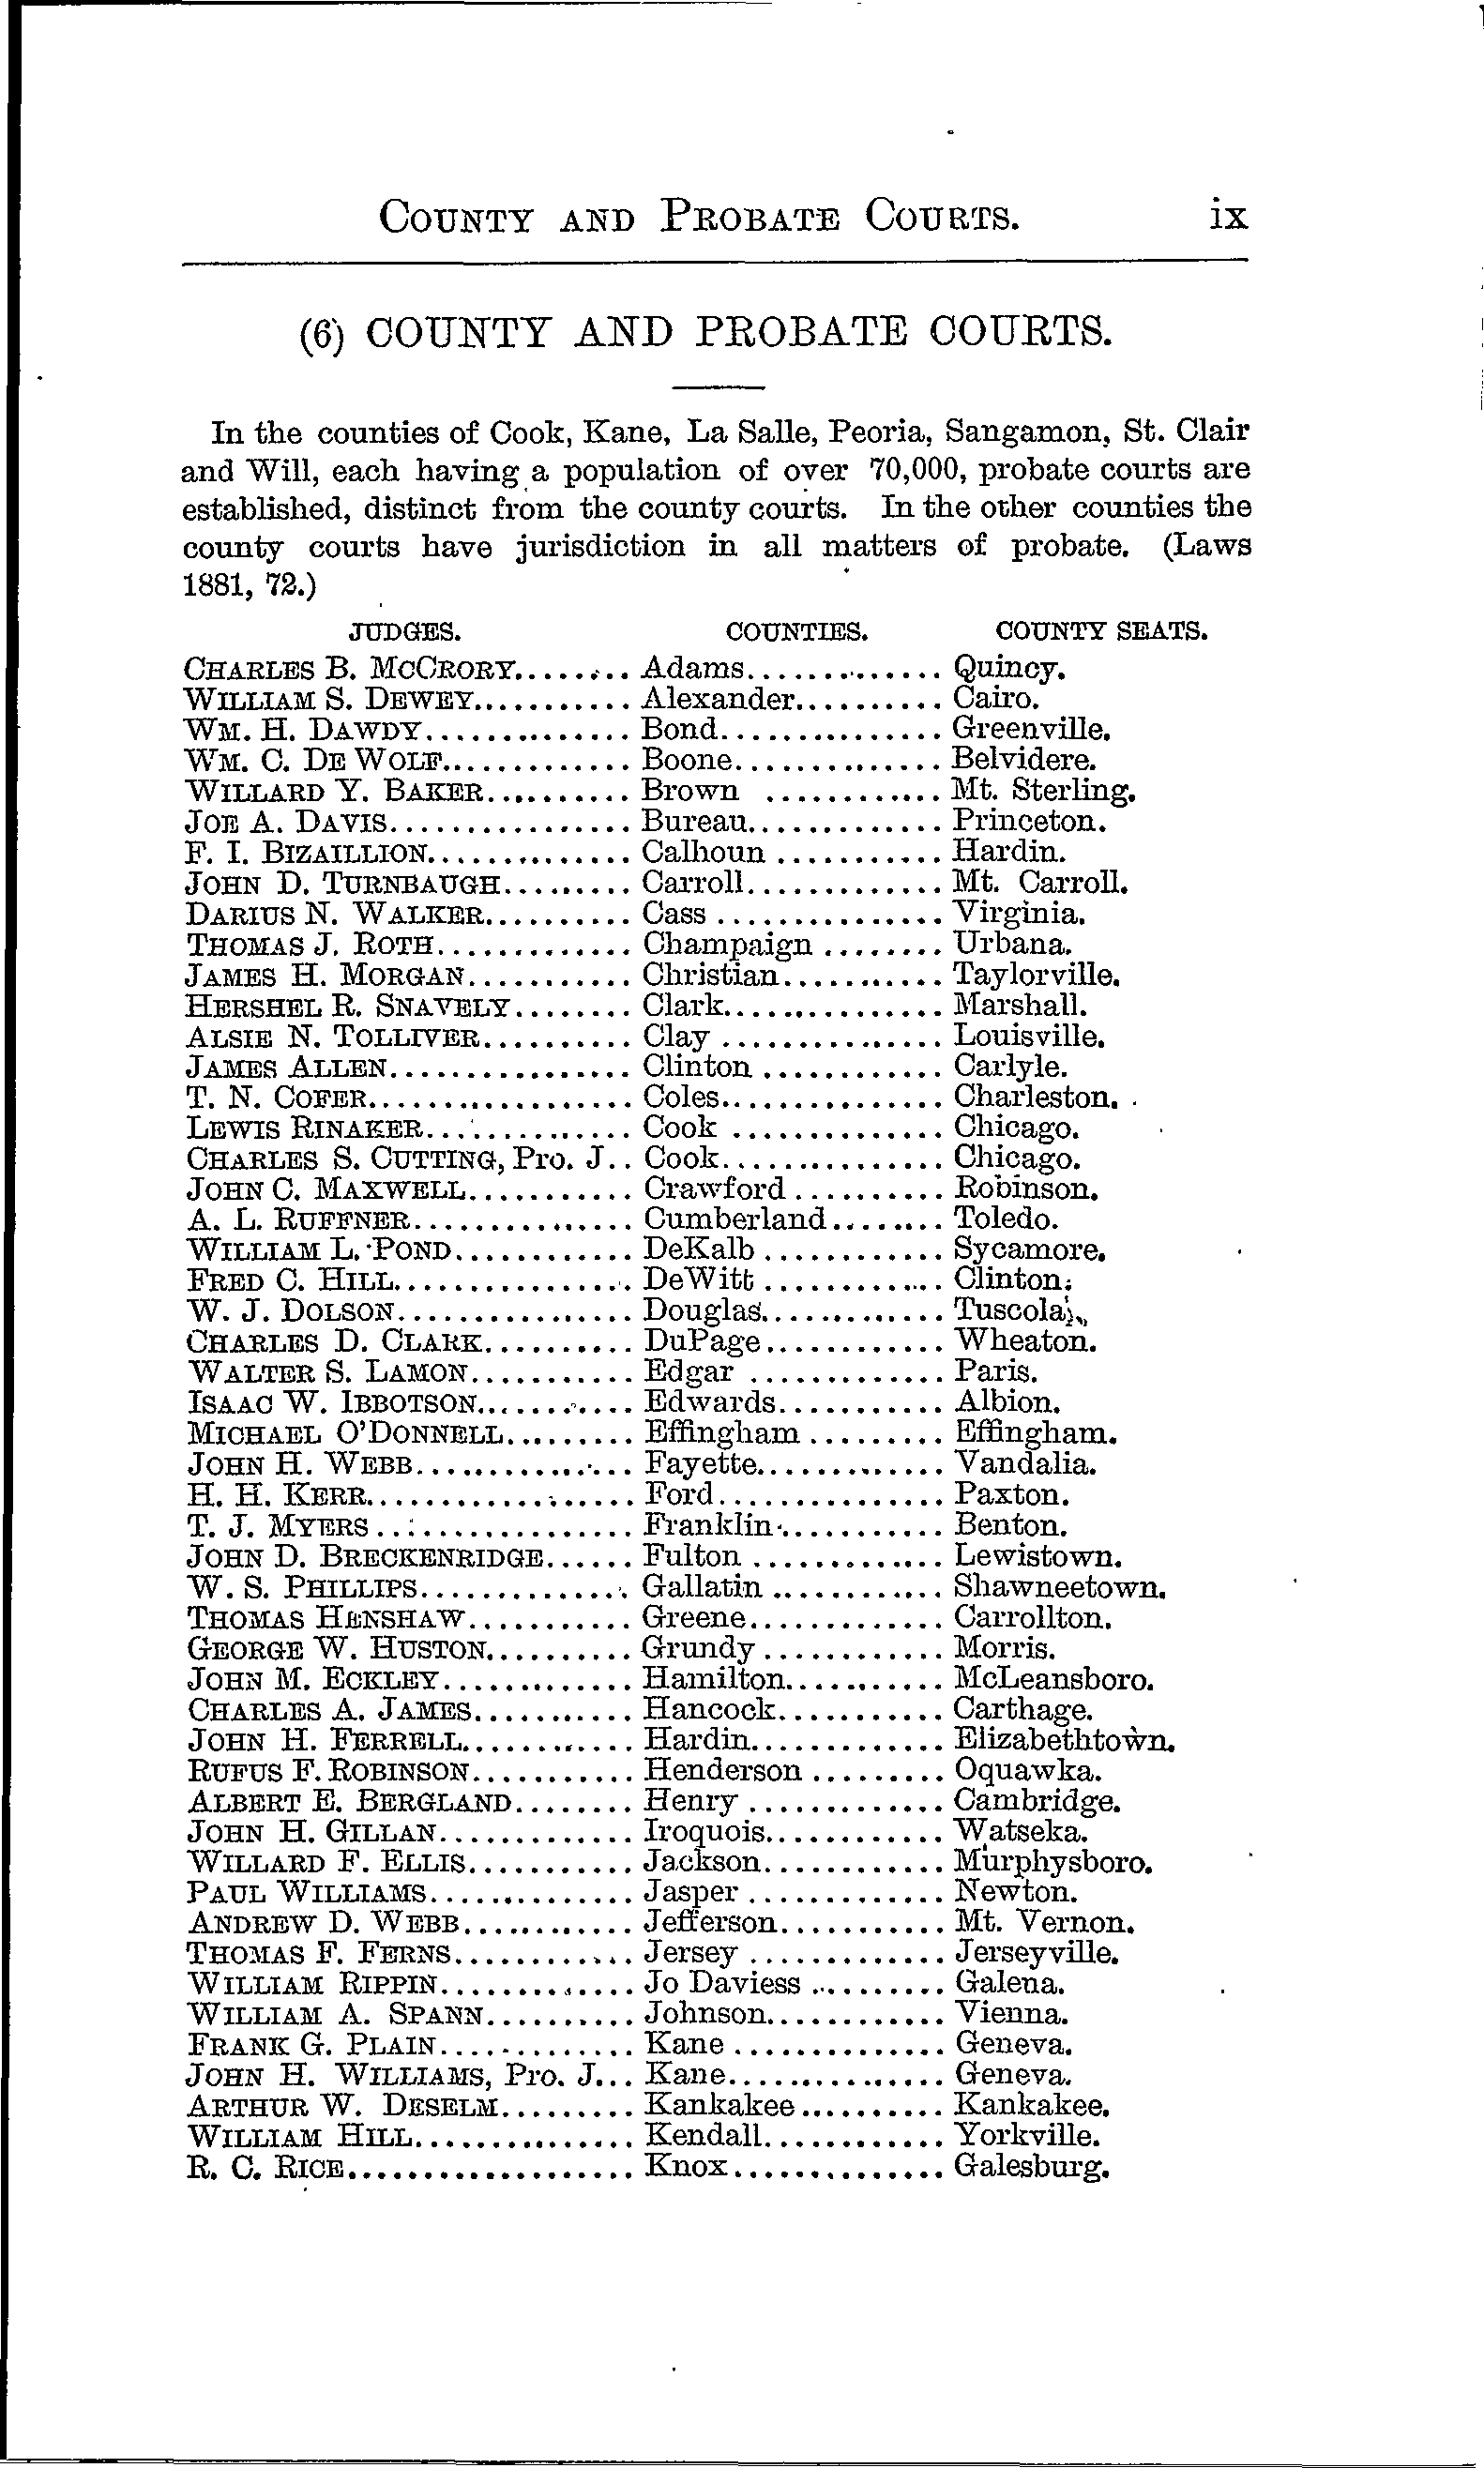 COUNTY AND PROBATE COURTS. ix
(6) COUNTY AND PROBATE COURTS.
In the counties of Cook, Kane, La Salle, Peoria, Sangamon, St. Clair
and Will, each having a population of over 70,000, probate courts are
established, distinct from the county courts. In the other counties the
county courts have jurisdiction in all matters of probate. (Laws
1881, 72.)
JUDGES. COUNTIES. COUNTY SEATS.
CHARLES B. MCCRORY........ Adams.............. Quincy.
WILLIAM S. DEWEY........... Alexander.......... Cairo.
WM. H. DAWDY.............. Bond............... Greenville.
WM. C. DE WOLF............. Boone.............. Belvidere.
WILLARD Y. BAKER.......... Brown ............ Mt. Sterling.
JOE A. DAVIS................ Bureau............. Princeton.
F. I. BIZAILLION.............. Calhoun ........... Hardin.
JOHN D. TURNBAUGH......... Carroll............. Mt. Carroll.
DARIUS N. WALKER.......... Cass ............... Virginia.
THOMAS J. ROTH............. Champaign ........ Urbana.
JAMES H. MORGAN........... Christian........... Taylorville.
HERSHEL R. SNAVELY........ Clark.............. Marshall.
ALSIE N. TOLLIVER.......... Clay ............... Louisville.
JAMES ALLEN................ Clinton ............ Carlyle.
T. N. COFER.................. Coles............... Charleston.
LEWIS RINAKER.............. Cook .............. Chicago.
CHARLES S. CUTTING, Pro. J.. Cook............... Chicago.
JOHN C. MAXWELL........... Crawford .......... Robinson.
A. L. RUFFNER............... Cumberland........ Toledo.
WILLIAM L. POND............ DeKalb ............ Sycamore.
FRED C. HILL................ DeWitt ............ Clinton.
W. J. DOLSON................ Douglas............ Tuscola.
CHARLES D. CLARK.......... DuPage............ Wheaton.
WALTER S. LAMON........... Edgar ............. Paris.
ISAAC W. IBBOTSON........... Edwards........... Albion.
MICHAEL O'DONNELL......... Effingham ......... Effingham.
JOHN H. WEBB............... Fayette............. Vandalia.
H. H. KERR.................. Ford............... Paxton.
T. J. MYERS ................. Franklin........... Benton.
JOHN D. BRECKENRIDGE...... Fulton ............. Lewistown.
W. S. PHILLIPS.............. Gallatin ........... Shawneetown.
THOMAS HENSHAW........... Greene............. Carrollton.
GEORGE W. HUSTON.......... Grundy ............ Morris.
JOHN M. ECKLEY............. Hamilton........... McLeansboro.
CHARLES A. JAMES........... Hancock........... Carthage.
JOHN H. FERRELL............ Hardin............. Elizabethtown.
RUFUS F. ROBINSON........... Henderson ......... Oquawka.
ALBERT E. BERGLAND........ Henry ............. Cambridge.
JOHN H. GILLAN............. Iroquois............ Watseka.
WILLARD F. ELLIS........... Jackson............ Murphysboro.
PAUL WILLIAMS.............. Jasper ............. Newton.
ANDREW D. WEBB............ Jefferson........... Mt. Vernon.
THOMAS F. FERNS............ Jersey ............. Jerseyville.
WILLIAM RIPPIN............. Jo Daviess ......... Galena.
WILLIAM A. SPANN.......... Johnson............ Vienna.
FRANK G. PLAIN............. Kane .............. Geneva.
JOHN H. WILLIAMS, Pro. J... Kane............... Geneva.
ARTHUR W. DESELM......... Kankakee.......... Kankakee.
WILLIAM HILL............... Kendall............ Yorkville.
R. C. RICE................... Knox.............. Galesburg.